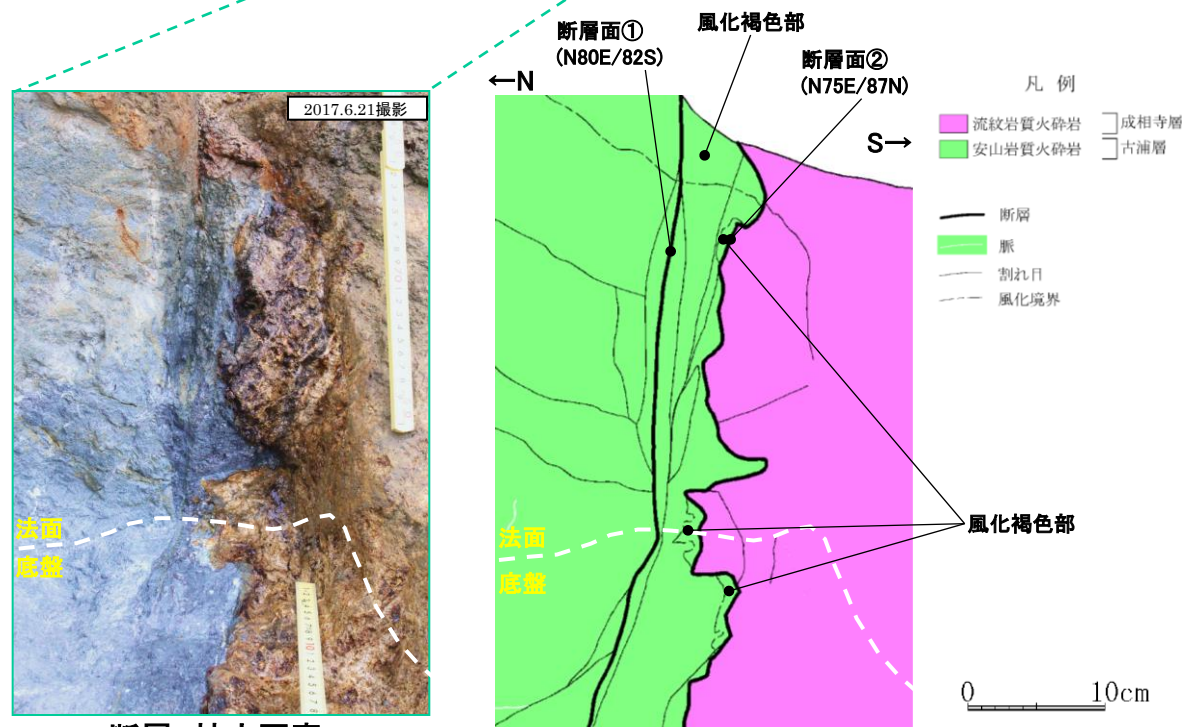 2017.6.21撮影
法面
底盤
断層面①
(N80E/82S)
風化褐色部
断層面②
(N75E/87N)
←N
S→
法面
底盤
風化褐色部
凡 例
流紋岩質火砕岩
成相寺層
安山岩質火砕岩
古浦層
断層
脈
割れ目
風化境界
0
10cm